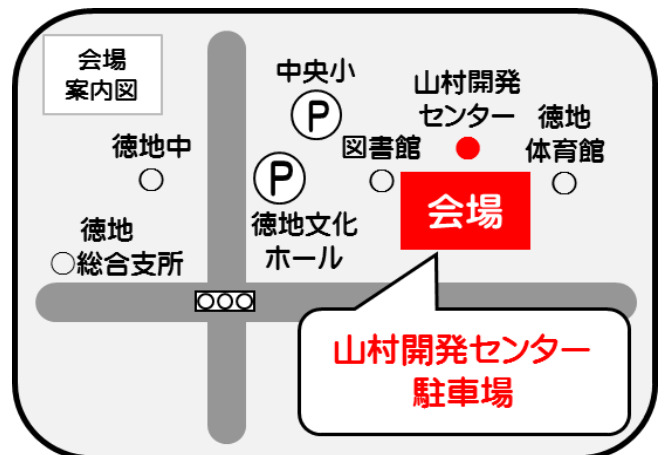 会場
案内図
中央小
Ⓟ
山村開発
センター
徳地
体育館
図書館
徳地中
Ⓟ
徳地文化
ホール
会場
徳地
○総合支所
山村開発センター
駐車場